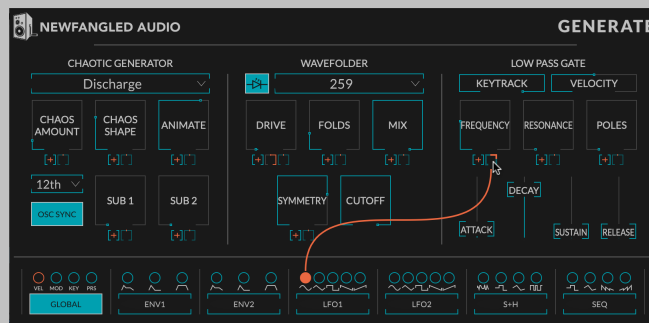 NEWFANGLED AUDIO
GENERATE
CHAOTIC GENERATOR
WAVEFOLDER
LOW PASS GATE
Discharge
259
KEYTRACK
VELOCITY
CHAOS AMOUNT
CHAOS SHAPE
ANIMATE
DRIVE
FOLDS
MIX
FREQUENCY
RESONANCE
POLES
12th
OSC SYNC
SUB 1
SUB 2
SYMMETRY
CUTOFF
DECAY
ATTACK
SUSTAIN
RELEASE
VEL MOD KEY PRS
GLOBAL
ENV1
ENV2
LFO1
LFO2
S+H
SEQ